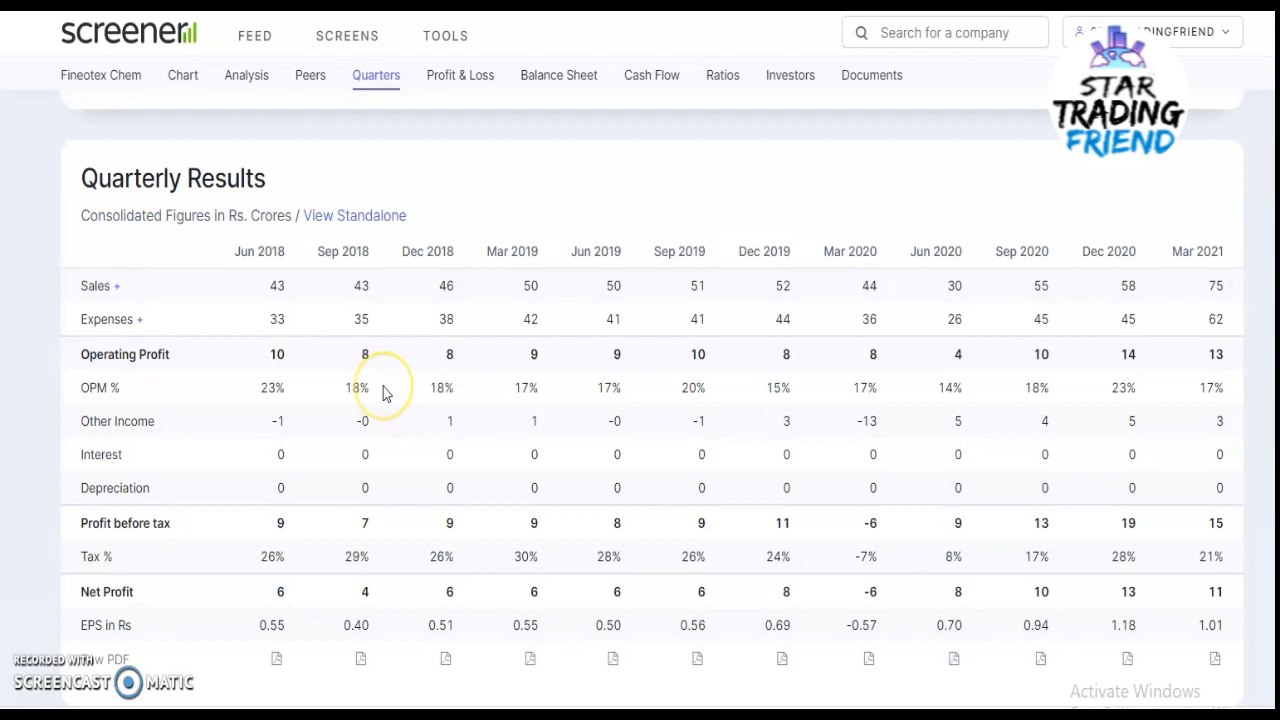 screener FEED SCREENS TOOLS Search for a company
STAR TRADING FRIEND
Fineotex Chem Chart Analysis Peers Quarters Profit & Loss Balance Sheet Cash Flow Ratios Investors Documents
Quarterly Results
Consolidated Figures in Rs. Crores / View Standalone
Jun 2018 Sep 2018 Dec 2018 Mar 2019 Jun 2019 Sep 2019 Dec 2019 Mar 2020 Jun 2020 Sep 2020 Dec 2020 Mar 2021
Sales + 43 43 46 50 50 51 52 44 30 55 58 75
Expenses + 33 35 38 42 41 41 44 36 26 45 45 62
Operating Profit 10 8 8 9 9 10 8 8 4 10 14 13
OPM % 23% 18% 18% 17% 17% 20% 15% 17% 14% 18% 23% 17%
Other Income -1 -0 1 1 -0 -1 3 -13 5 4 5 3
Interest 0 0 0 0 0 0 0 0 0 0 0 0
Depreciation 0 0 0 0 0 0 0 0 0 0 0 0
Profit before tax 9 7 9 9 8 9 11 -6 9 13 19 15
Tax % 26% 29% 26% 30% 28% 26% 24% -7% 8% 17% 28% 21%
Net Profit 6 4 6 6 6 6 8 -6 8 10 13 11
EPS in Rs 0.55 0.40 0.51 0.55 0.50 0.56 0.69 -0.57 0.70 0.94 1.18 1.01
PDF
RECORDED WITH
SCREENCAST MATIC
Activate Windows